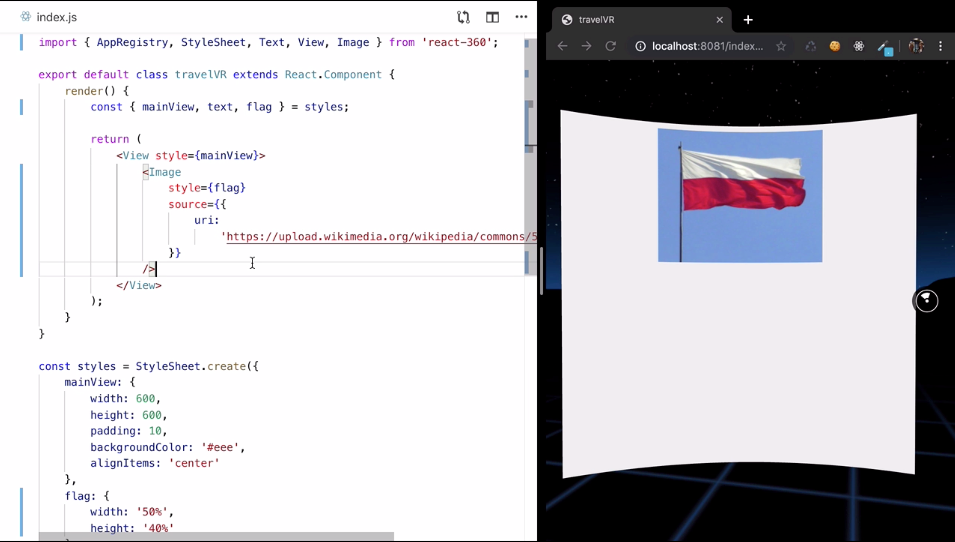 index.js
import { AppRegistry, StyleSheet, Text, View, Image } from 'react-360';
export default class travelVR extends React.Component {
render() {
const { mainView, text, flag } = styles;
return (
<View style={mainView}>
<Image
style={flag}
source={{
uri:
'https://upload.wikimedia.org/wikipedia/commons/5
}}
/>
</View>
);
}
}
const styles = StyleSheet.create({
mainView: {
width: 600,
height: 600,
padding: 10,
backgroundColor: '#eee',
alignItems: 'center'
},
flag: {
width: '50%',
height: '40%'
travelVR
localhost:8081/index...